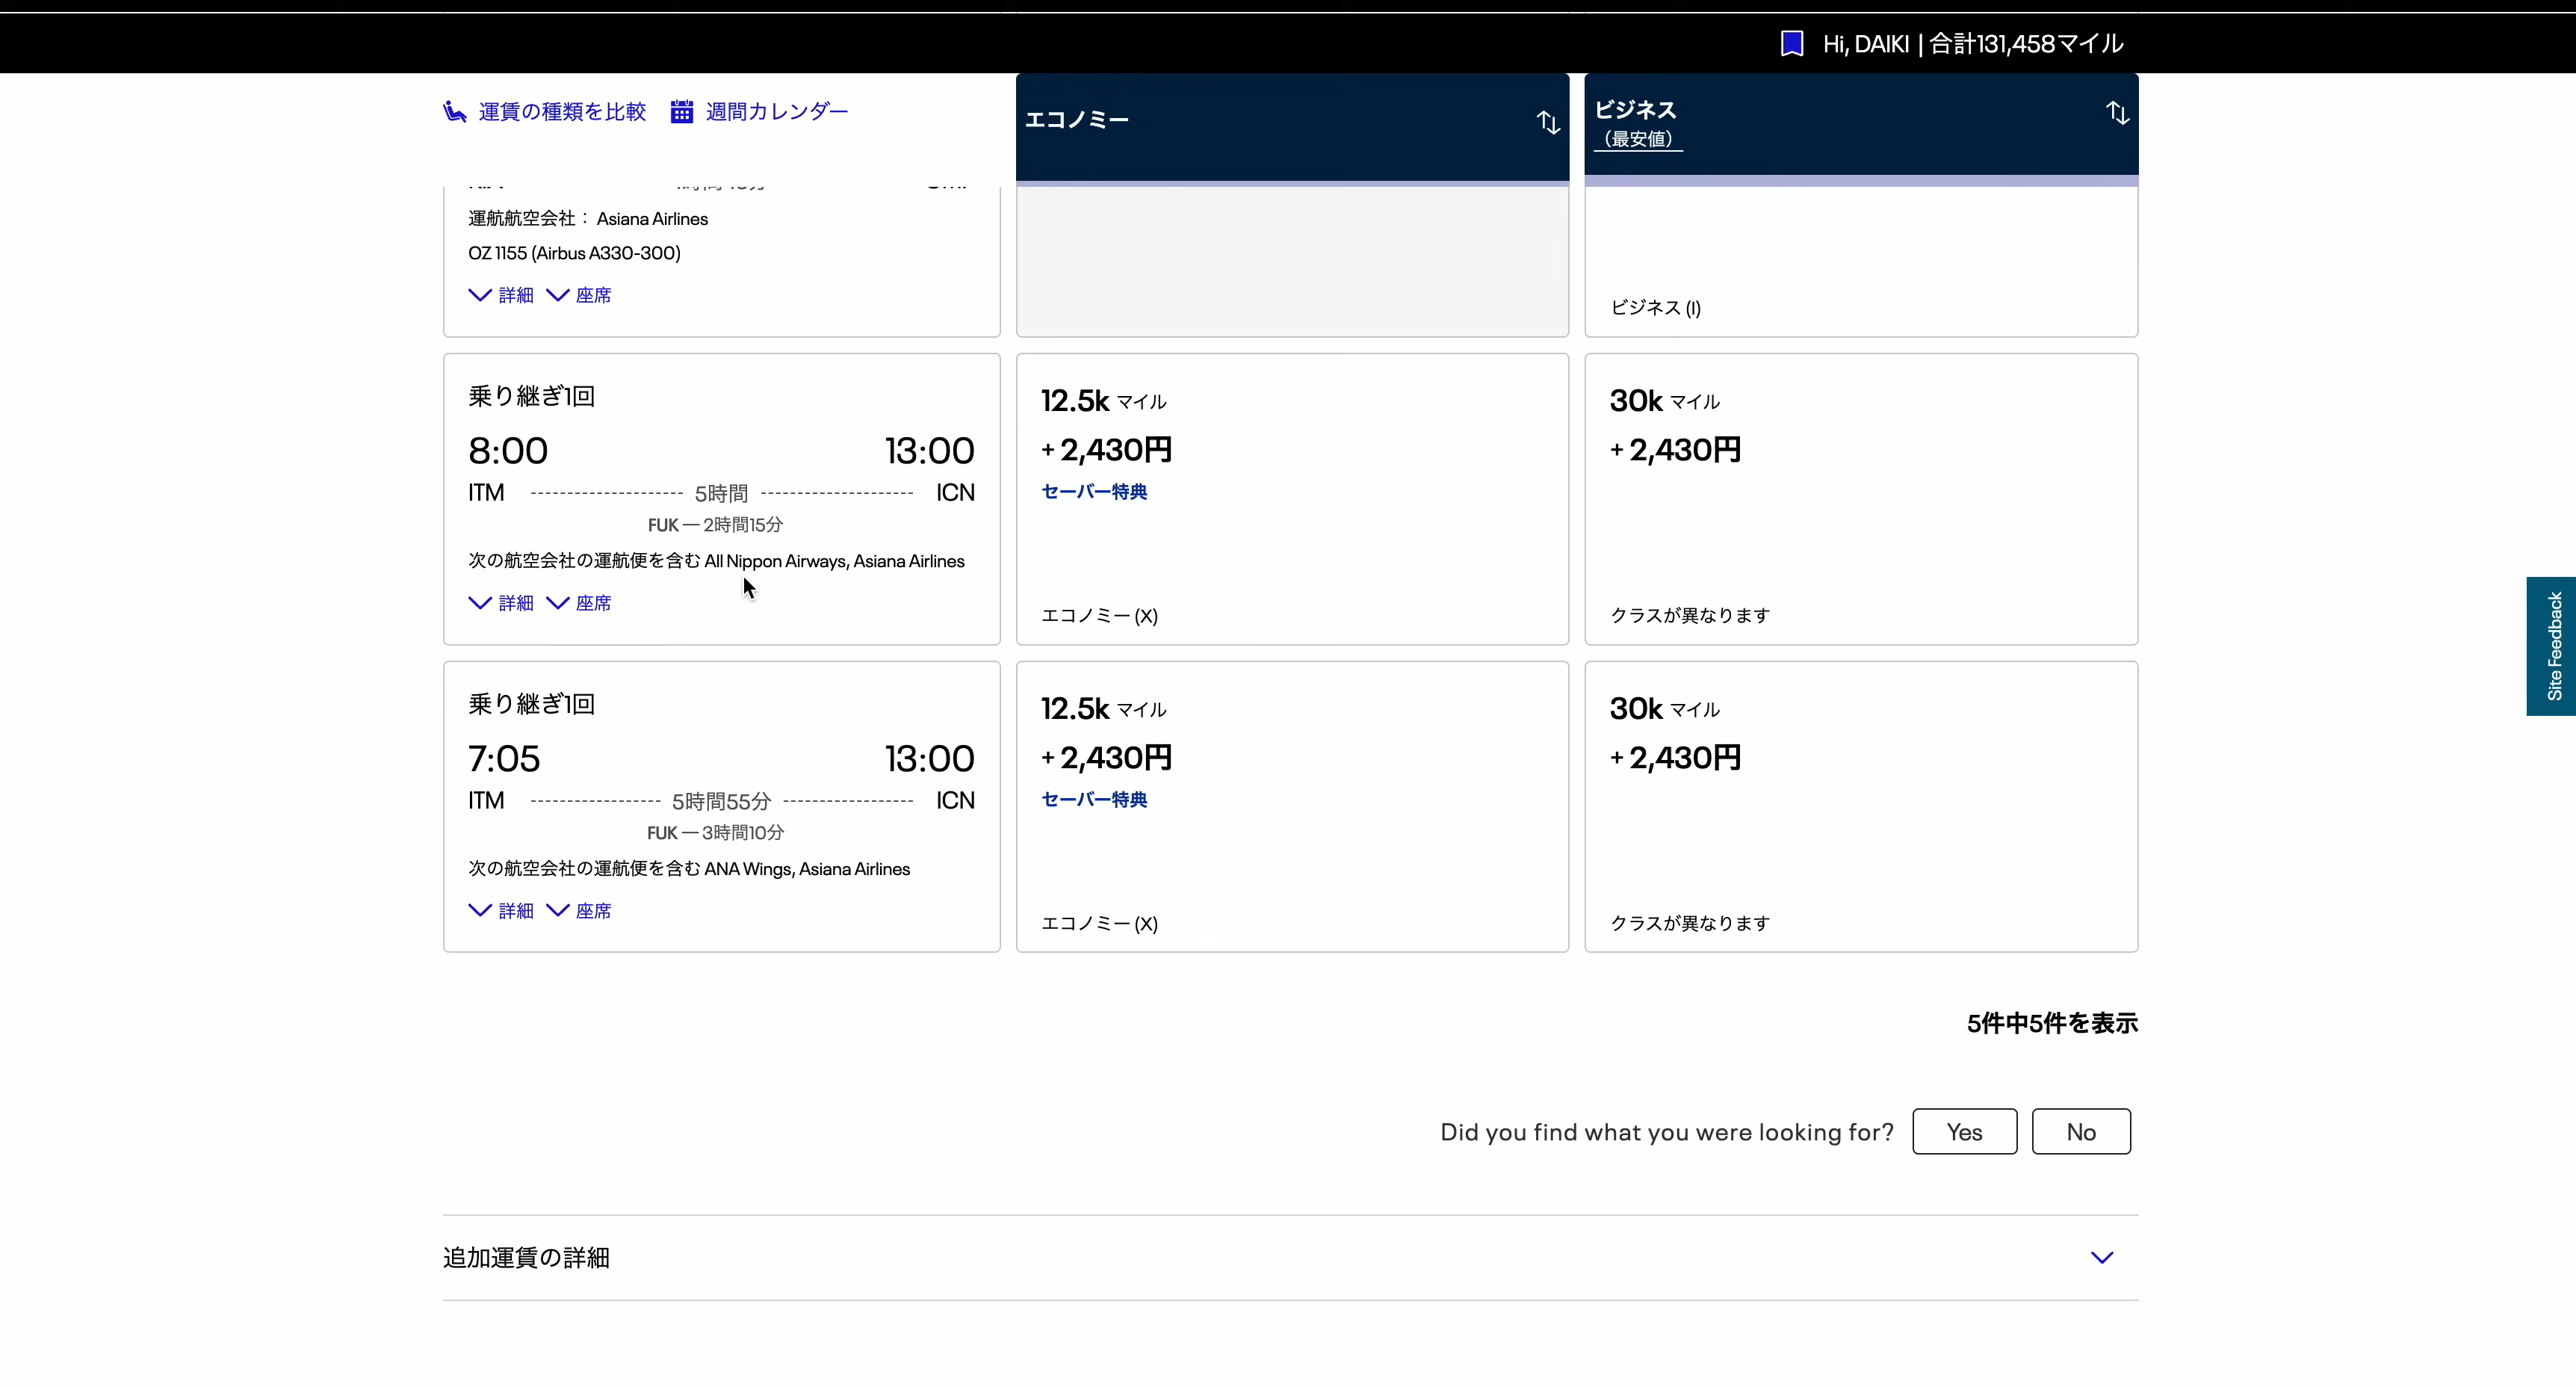 Hi, DAIKI | 合計131,458マイル
運賃の種類を比較 週間カレンダー
エコノミー
ビジネス
(最安値)
運航航空会社: Asiana Airlines
OZ 1155 (Airbus A330-300)
詳細 座席
ビジネス (I)
乗り継ぎ1回
8:00 13:00
ITM 5時間 ICN
FUK — 2時間15分
次の航空会社の運航便を含む All Nippon Airways, Asiana Airlines
詳細 座席
12.5k マイル
+ 2,430円
セーバー特典
エコノミー (X)
30k マイル
+ 2,430円
クラスが異なります
乗り継ぎ1回
7:05 13:00
ITM 5時間55分 ICN
FUK — 3時間10分
次の航空会社の運航便を含む ANA Wings, Asiana Airlines
詳細 座席
12.5k マイル
+ 2,430円
セーバー特典
エコノミー (X)
30k マイル
+ 2,430円
クラスが異なります
Site Feedback
5件中5件を表示
Did you find what you were looking for? Yes No
追加運賃の詳細